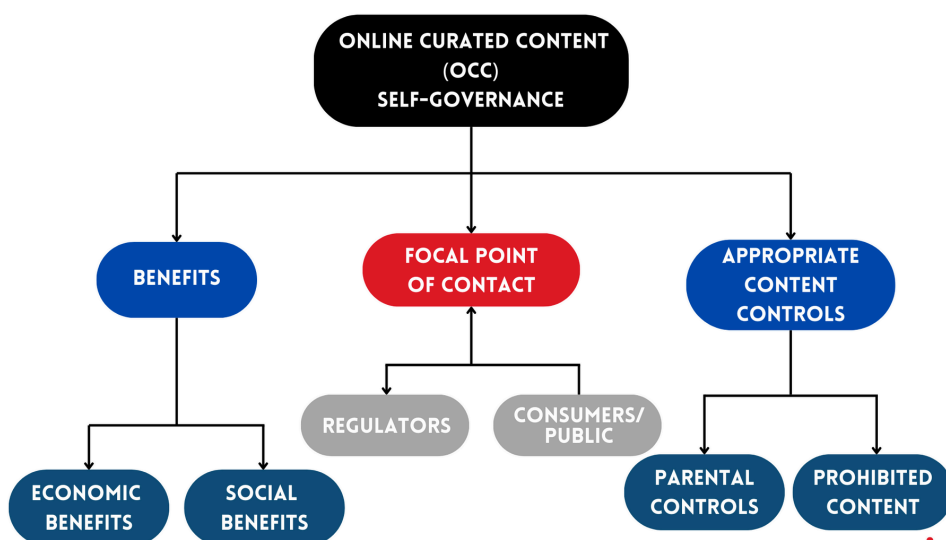 ONLINE CURATED CONTENT
(OCC)
SELF-GOVERNANCE
BENEFITS
FOCAL POINT
OF CONTACT
APPROPRIATE
CONTENT
CONTROLS
REGULATORS
CONSUMERS/
PUBLIC
ECONOMIC
BENEFITS
SOCIAL
BENEFITS
PARENTAL
CONTROLS
PROHIBITED
CONTENT